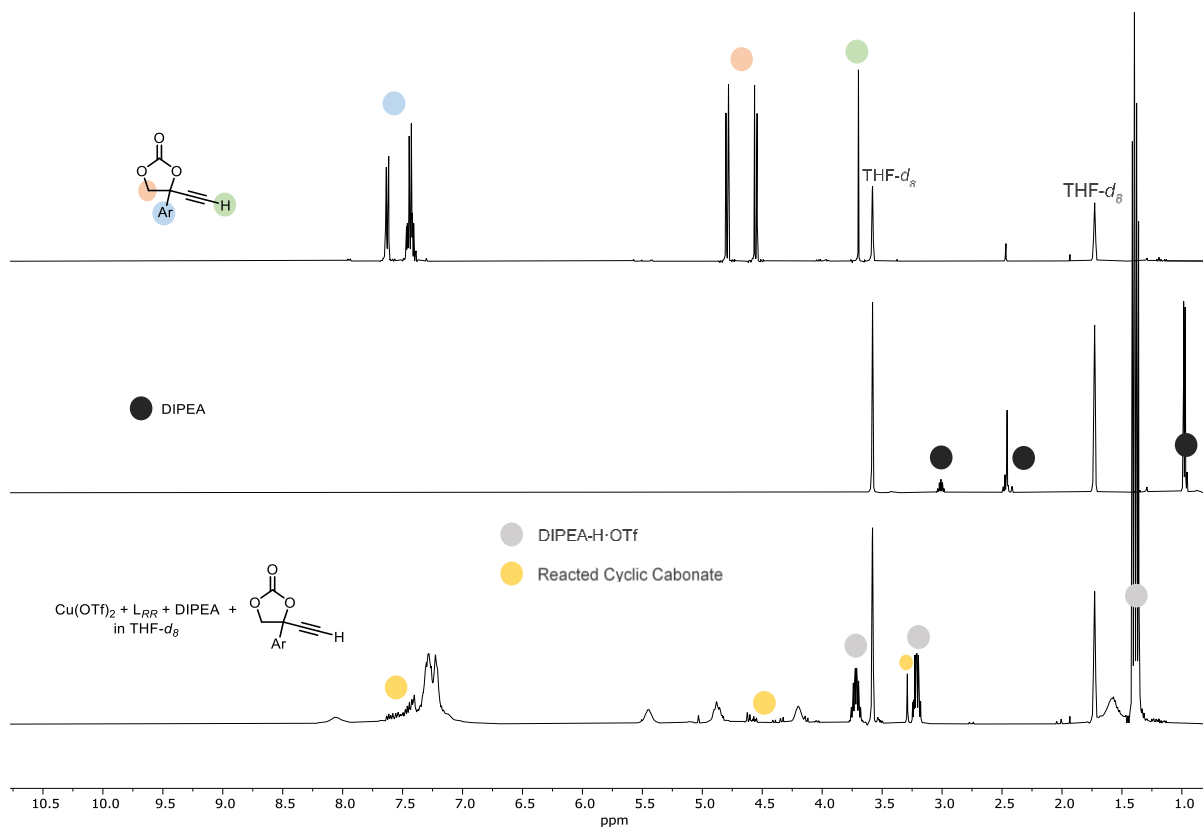 O
O
O
H
Ar
THF-d₈
THF-d₈
DIPEA
DIPEA-H·OTf
Reacted Cyclic Cabonate
Cu(OTf)₂ + L_RR + DIPEA +
in THF-d₈
O
O
O
H
Ar
10.5 10.0 9.5 9.0 8.5 8.0 7.5 7.0 6.5 6.0 5.5 5.0 4.5 4.0 3.5 3.0 2.5 2.0 1.5 1.0
ppm